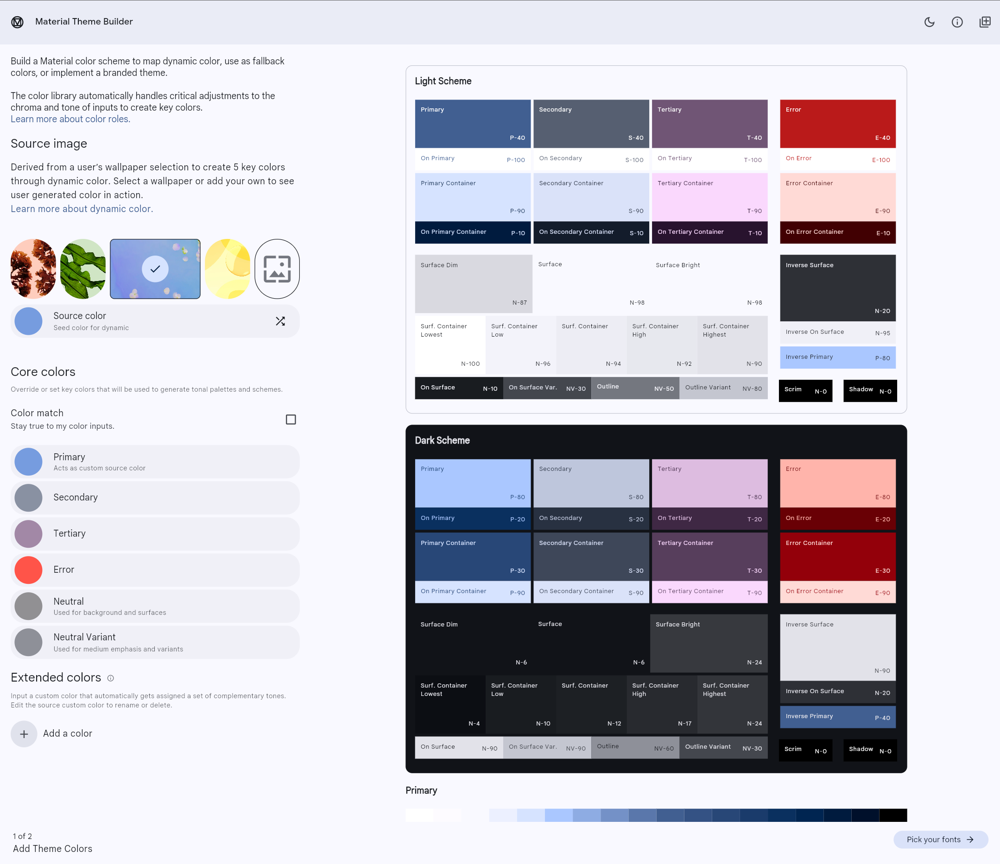 Material Theme Builder
Build a Material color scheme to map dynamic color, use as fallback
colors, or implement a branded theme.
The color library automatically handles critical adjustments to the
chroma and tone of inputs to create key colors.
Learn more about color roles.
Source image
Derived from a user’s wallpaper selection to create 5 key colors
through dynamic color. Select a wallpaper or add your own to see
user generated color in action.
Learn more about dynamic color.
Source color
Seed color for dynamic
Core colors
Override or set key colors that will be used to generate tonal palettes and schemes.
Color match
Stay true to my color inputs.
Primary
Acts as custom source color
Secondary
Tertiary
Error
Neutral
Used for background and surfaces
Neutral Variant
Used for medium emphasis and variants
Extended colors
Input a custom color that automatically gets assigned a set of complementary tones.
Edit the source custom color to rename or delete.
Add a color
Light Scheme
Primary
P-40
Secondary
S-40
Tertiary
T-40
Error
E-40
On Primary P-100
On Secondary S-100
On Tertiary T-100
On Error E-100
Primary Container
P-90
Secondary Container
S-90
Tertiary Container
T-90
Error Container
E-90
On Primary Container P-10
On Secondary Container S-10
On Tertiary Container T-10
On Error Container E-10
Surface Dim
N-87
Surface
N-98
Surface Bright
N-98
Inverse Surface
N-20
Inverse On Surface N-95
Inverse Primary P-80
Surf. Container
Lowest
N-100
Surf. Container
Low
N-96
Surf. Container
N-94
Surf. Container
High
N-92
Surf. Container
Highest
N-90
On Surface N-10
On Surface Var. NV-30
Outline NV-50
Outline Variant NV-80
Scrim N-0
Shadow N-0
Dark Scheme
Primary
P-80
Secondary
S-80
Tertiary
T-80
Error
E-80
On Primary P-20
On Secondary S-20
On Tertiary T-20
On Error E-20
Primary Container
P-30
Secondary Container
S-30
Tertiary Container
T-30
Error Container
E-30
On Primary Container P-90
On Secondary Container S-90
On Tertiary Container T-90
On Error Container E-90
Surface Dim
N-6
Surface
N-6
Surface Bright
N-24
Inverse Surface
N-90
Inverse On Surface N-20
Inverse Primary P-40
Surf. Container
Lowest
N-4
Surf. Container
Low
N-10
Surf. Container
N-12
Surf. Container
High
N-17
Surf. Container
Highest
N-24
On Surface N-90
On Surface Var. NV-90
Outline NV-60
Outline Variant NV-30
Scrim N-0
Shadow N-0
Primary
1 of 2
Add Theme Colors
Pick your fonts